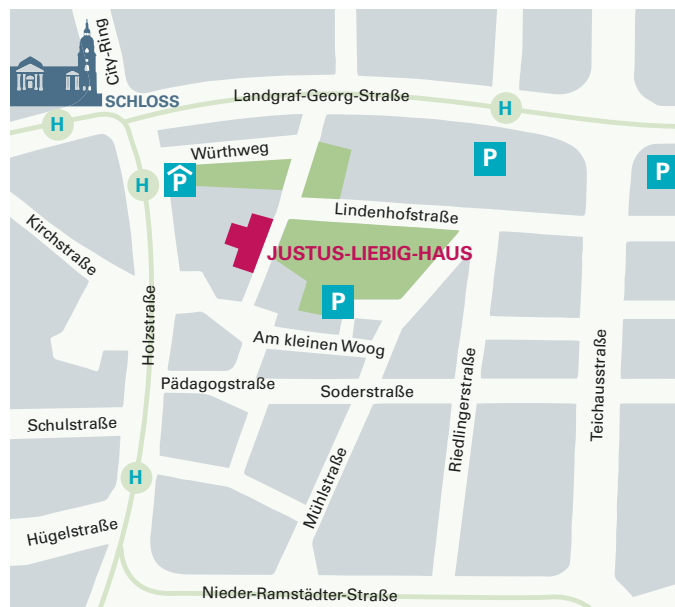 City-Ring
SCHLOSS
Landgraf-Georg-Straße
H
H
Würthweg
P
P
H
P
Lindenhofstraße
Kirchstraße
JUSTUS-LIEBIG-HAUS
P
Holzstraße
Am kleinen Woog
Teichausstraße
Pädagogstraße
Soderstraße
Riedlingerstraße
Schulstraße
H
Mühlstraße
Hügelstraße
Nieder-Ramstädter-Straße